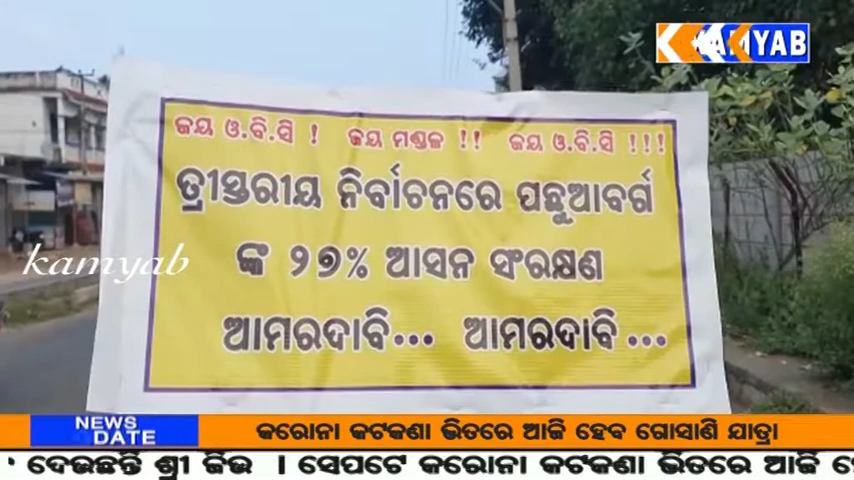 KAMYAB
ଜୟ ଓ.ବି.ସି ! ଜୟ ମଣ୍ଡଳ !! ଜୟ ଓ.ବି.ସି !!!
ତ୍ରୀସ୍ତରୀୟ ନିର୍ବାଚନରେ ପଛୁଆବର୍ଗ
ଙ୍କ ୨୭% ଆସନ ସଂରକ୍ଷଣ
kamyab
ଆମରଦାବି... ଆମରଦାବି...
NEWS DATE
କରୋନା କଟକଣା ଭିତରେ ଆଜି ହେବ ଗୋସାଣି ଯାତ୍ରା
ଦେଉଛନ୍ତି ଶ୍ରୀ ଜିଉ । ସେପଟେ କରୋନା କଟକଣା ଭିତରେ ଆଜି